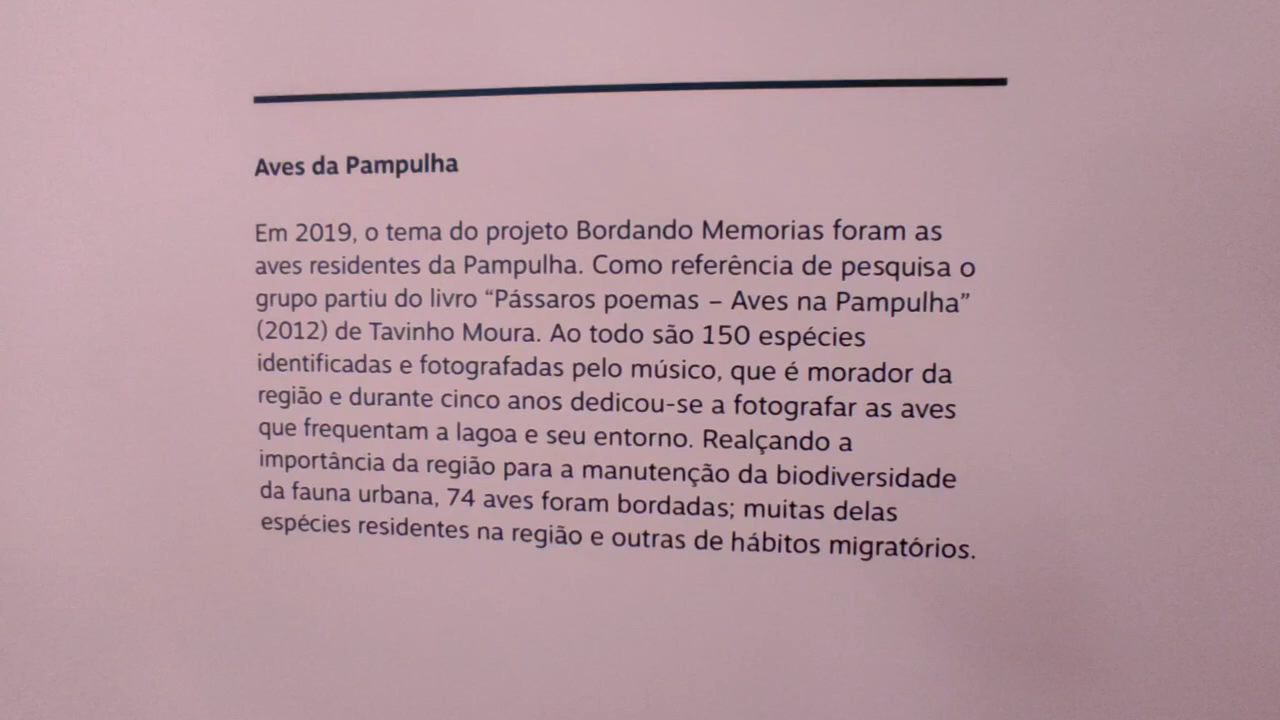 Aves da Pampulha
Em 2019, o tema do projeto Bordando Memorias foram as
aves residentes da Pampulha. Como referência de pesquisa o
grupo partiu do livro “Pássaros poemas – Aves na Pampulha”
(2012) de Tavinho Moura. Ao todo são 150 espécies
identificadas e fotografadas pelo músico, que é morador da
região e durante cinco anos dedicou-se a fotografar as aves
que frequentam a lagoa e seu entorno. Realçando a
importância da região para a manutenção da biodiversidade
da fauna urbana, 74 aves foram bordadas; muitas delas
espécies residentes na região e outras de hábitos migratórios.